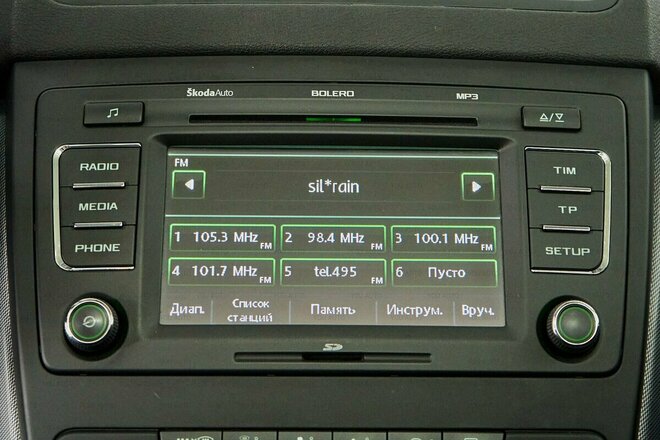 ŠkodaAuto BOLERO MP3
RADIO
MEDIA
PHONE
FM
sil*rain
1 105.3 MHz FM 2 98.4 MHz FM 3 100.1 MHz FM
4 101.7 MHz FM 5 tel.495 FM 6 Пусто
Диап. Список станций Память Инструм. Вруч.
TIM
TP
SETUP
SD